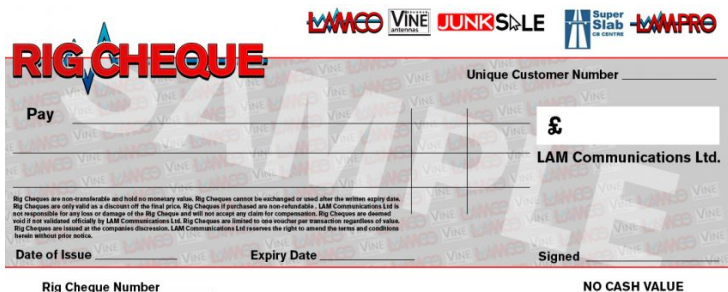 LAMCO VINE antennas JUNKSALE Super Slab CB CENTRE LAMPRO
RIG CHEQUE
Unique Customer Number
Pay
£
LAM Communications Ltd.
SAMPLE
Rig Cheques are non-transferable and hold no monetary value. Rig Cheques cannot be exchanged or used after the written expiry date.
Rig Cheques are only valid as a discount off the final price. Rig Cheques if purchased are non-refundable . LAM Communications Ltd is
not responsible for any loss or damage of the Rig Cheque and will not accept any claim for compensation. Rig Cheques are deemed
void if not validated officially by LAM Communications Ltd. Rig Cheques are limited to one voucher per transaction regardless of value.
Rig Cheques are issued at the companies discression. LAM Communications Ltd reserves the right to amend the terms and conditions
herein without prior notice.
Date of Issue
Expiry Date
Signed
Rig Cheque Number
NO CASH VALUE